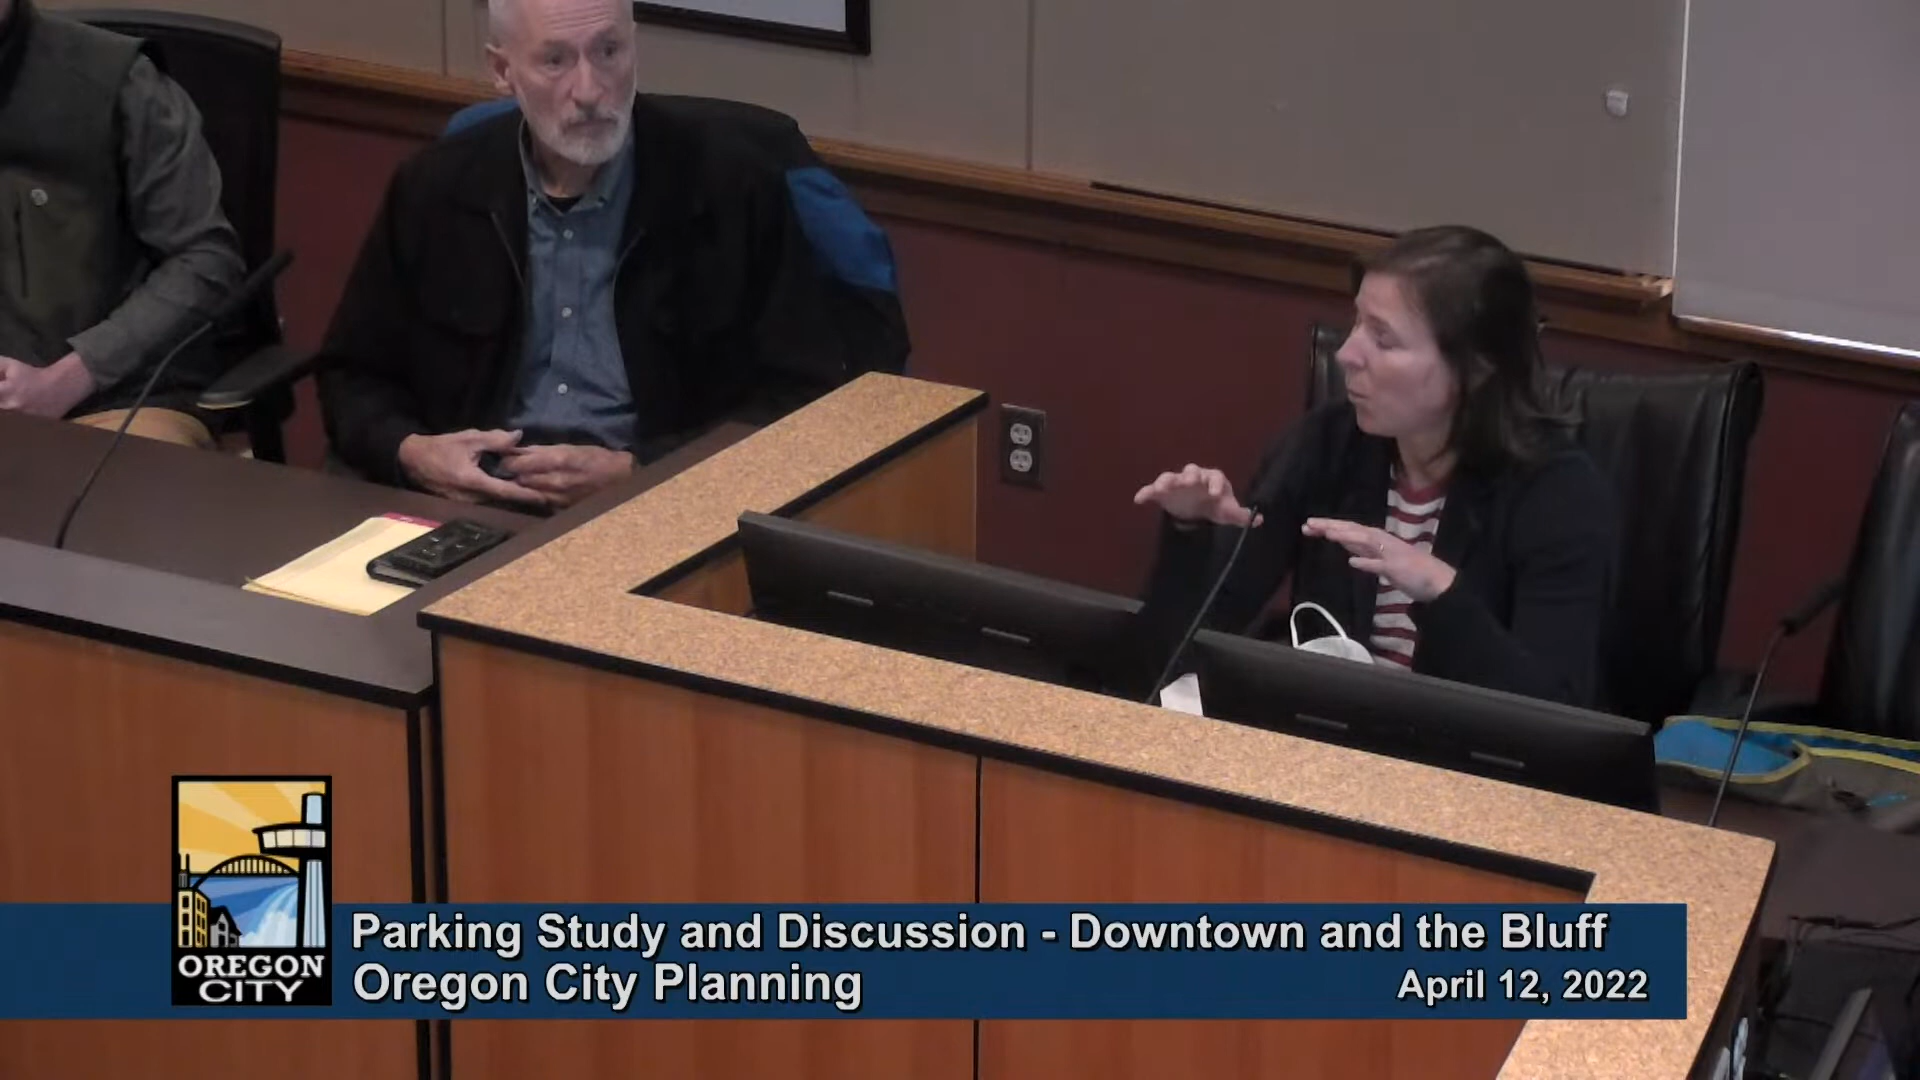 Parking Study and Discussion - Downtown and the Bluff
OREGON
CITY
Oregon City Planning
April 12, 2022